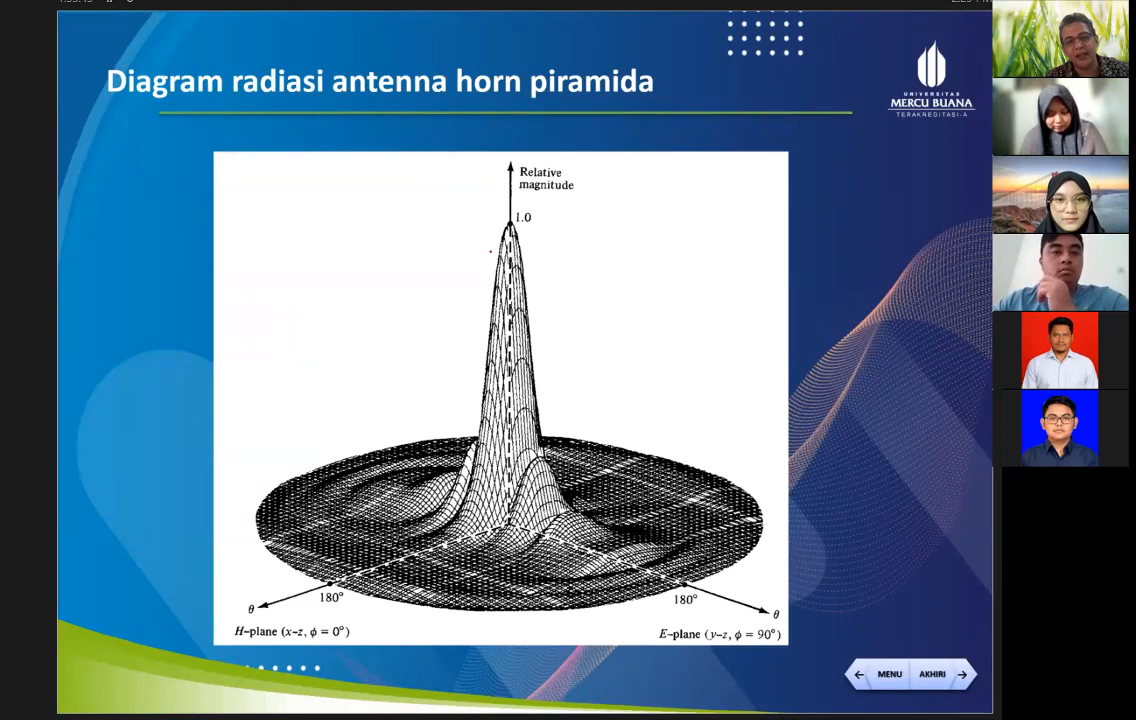 Diagram radiasi antenna horn piramida
UNIVERSITAS
MERCU BUANA
TERAKREDITASI-A
Relative
magnitude
1.0
180°
180°
θ
θ
H-plane (x-z, ϕ = 0°)
E-plane (y-z, ϕ = 90°)
MENU
AKHIRI